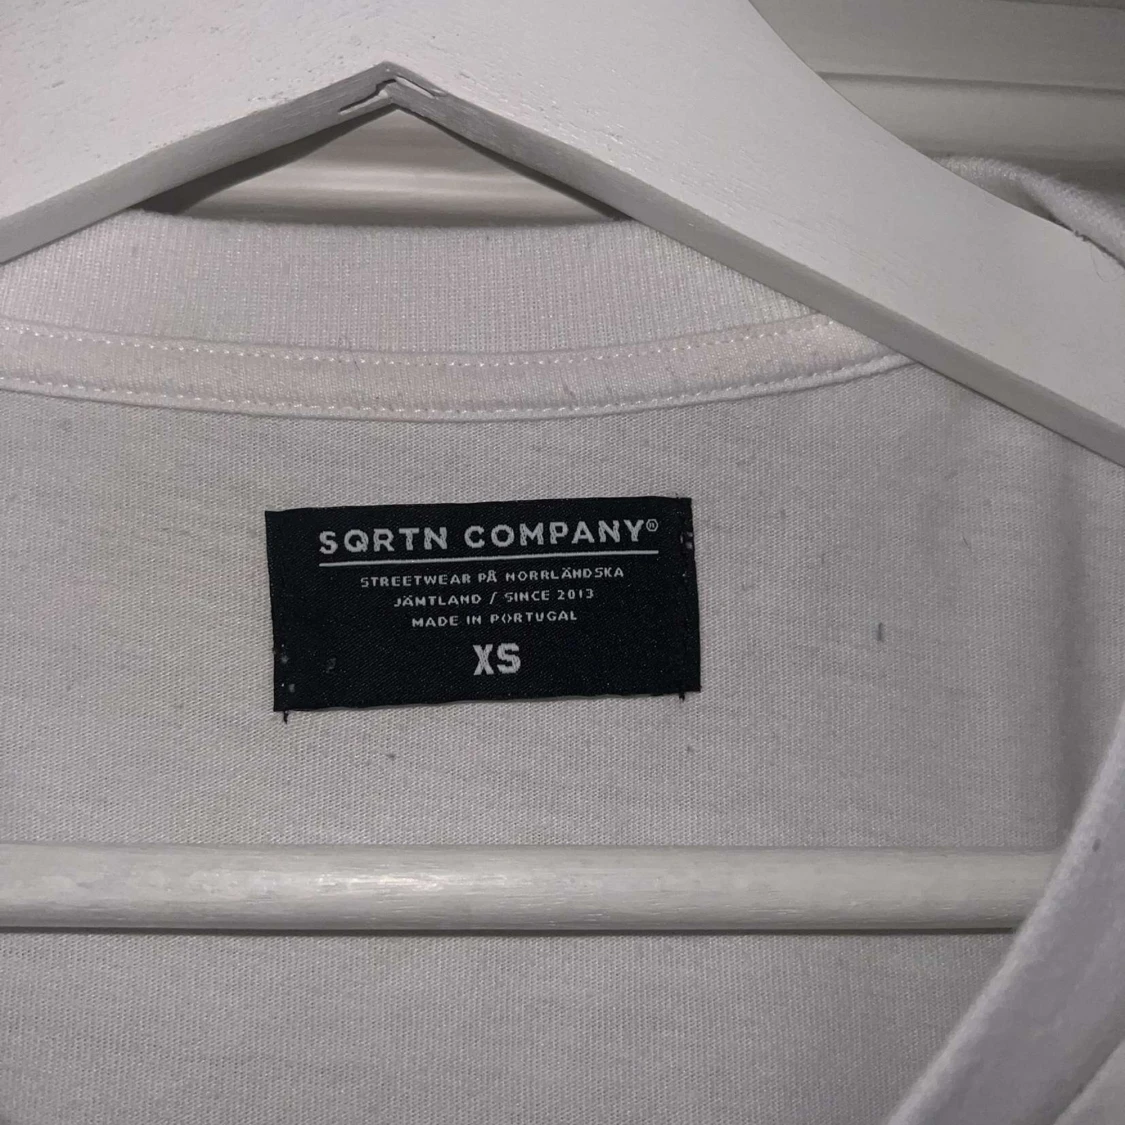 SQRTN COMPANY®
STREETWEAR PÅ NORRLÄNDSKA
JÄMTLAND / SINCE 2013
MADE IN PORTUGAL
XS